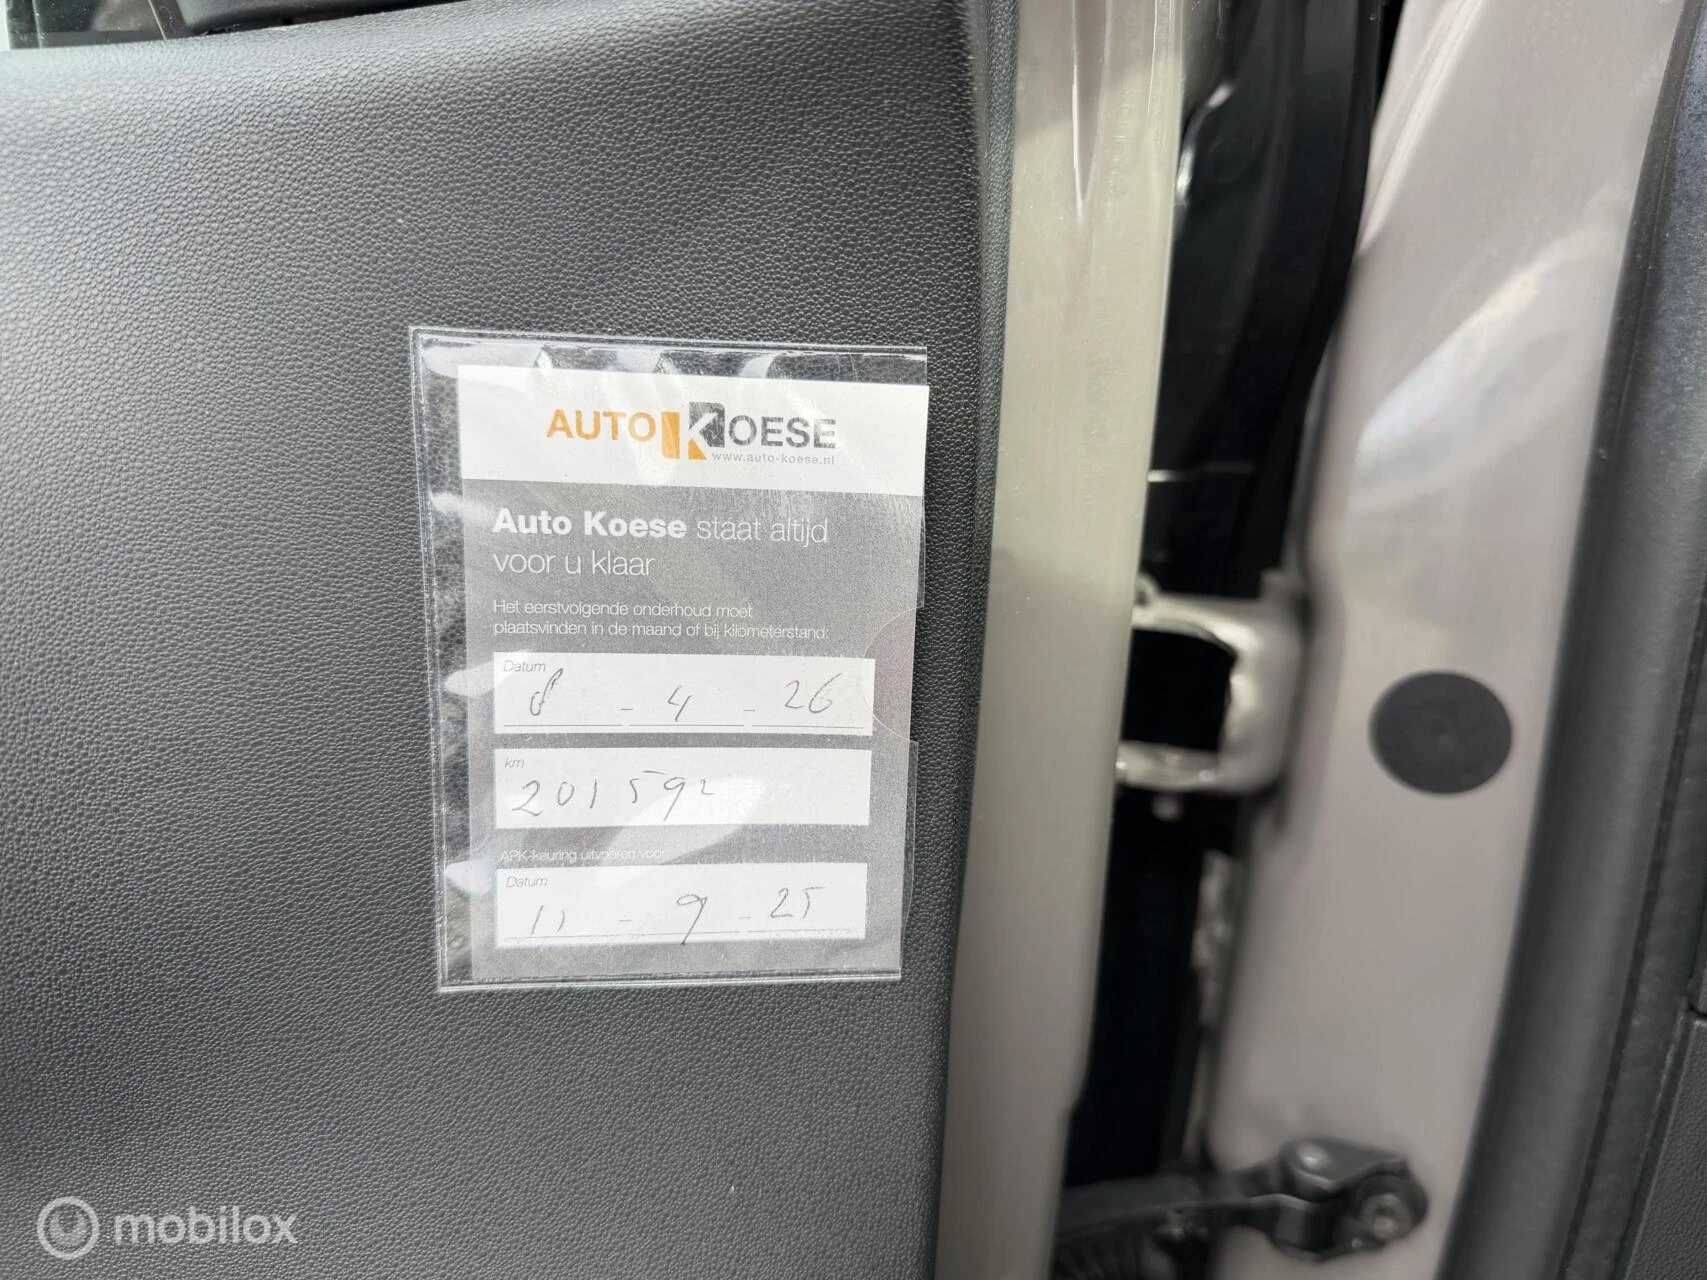 AUTO KOESE
www.auto-koese.nl
Auto Koese staat altijd
voor u klaar
Het eerstvolgende onderhoud moet
plaatsvinden in de maand of bij kilometerstand:
Datum
8 - 4 - 26
km
201592
APK-keuring uitvoeren voor:
Datum
11 - 9 - 25
mobilox